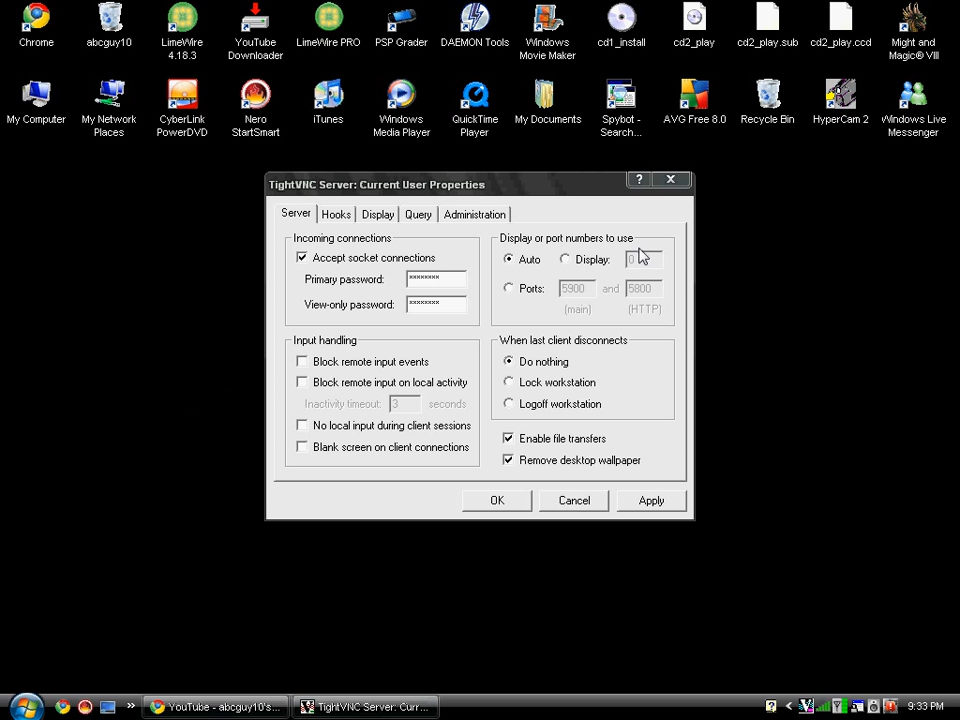 Chrome
abcguy10
LimeWire
4.18.3
YouTube
Downloader
LimeWire PRO
PSP Grader
DAEMON Tools
Windows
Movie Maker
cd1_install
cd2_play
cd2_play.sub
cd2_play.ccd
Might and
Magic® VIII
My Computer
My Network
Places
CyberLink
PowerDVD
Nero
StartSmart
iTunes
Windows
Media Player
QuickTime
Player
My Documents
Spybot -
Search...
AVG Free 8.0
Recycle Bin
HyperCam 2
Windows Live
Messenger
TightVNC Server: Current User Properties
Server Hooks Display Query Administration
Incoming connections
Accept socket connections
Primary password: ********
View-only password: ********
Display or port numbers to use
Auto Display: 0
Ports: 5900 and 5800
(main) (HTTP)
Input handling
Block remote input events
Block remote input on local activity
Inactivity timeout: 3 seconds
No local input during client sessions
Blank screen on client connections
When last client disconnects
Do nothing
Lock workstation
Logoff workstation
Enable file transfers
Remove desktop wallpaper
OK Cancel Apply
YouTube - abcguy10's... TightVNC Server: Curr... 9:33 PM